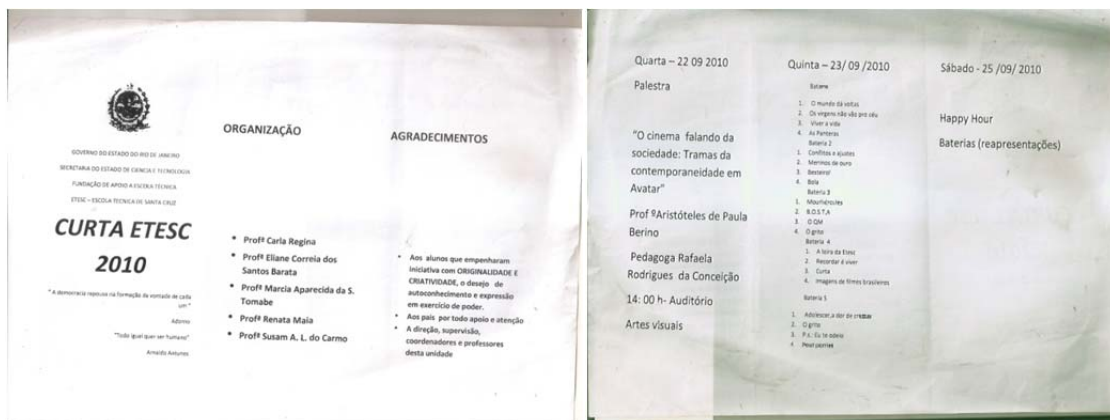 GOVERNO DO ESTADO DO RIO DE JANEIRO
SECRETARIA DO ESTADO DE CIENCIA E TECNOLOGIA
FUNDAÇÃO DE APOIO A ESCOLA TÉCNICA
ETESC – ESCOLA TECNICA DE SANTA CRUZ
CURTA ETESC
2010
"A democracia repousa na formação da vontade de cada
um"
Adorno
"Todo igual quer ser humano"
Arnaldo Antunes
ORGANIZAÇÃO
• Profª Carla Regina
• Profª Eliane Correia dos
Santos Barata
• Profª Marcia Aparecida da S.
Tomabe
• Profª Renata Maia
• Profª Susam A. L. do Carmo
AGRADECIMENTOS
• Aos alunos que empenharam
iniciativa com ORIGINALIDADE E
CRIATIVIDADE, o desejo de
autoconhecimento e expressão
em exercício de poder.
• Aos pais por todo apoio e atenção
• A direção, supervisão,
coordenadores e professores
desta unidade
Quarta – 22 09 2010
Palestra
"O cinema falando da
sociedade: Tramas da
contemporaneidade em
Avatar"
Prof ºAristóteles de Paula
Berino
Pedagoga Rafaela
Rodrigues da Conceição
14: 00 h- Auditório
Artes visuais
Quinta – 23/ 09 /2010
1. O mundo dá voltas
2. Os virgens não vão pro céu
3. Viver a vida
4. As Panteras
Bateria 2
1. Conflitos e ajustes
2. Meninos de ouro
3. Besteirol
4. Bola
Bateria 3
1. Mourhércules
2. B.O.S.T.A
3. O QM
4. O grito
Bateria 4
1. A loira da Etesc
2. Recordar é viver
3. Curta
4. Imagens de filmes brasileiros
Bateria 5
1. Adolescer, a dor de crescer
2. O grito
3. P.s.: Eu te odeio
4.
Sábado - 25 /09/ 2010
Happy Hour
Baterias (reapresentações)